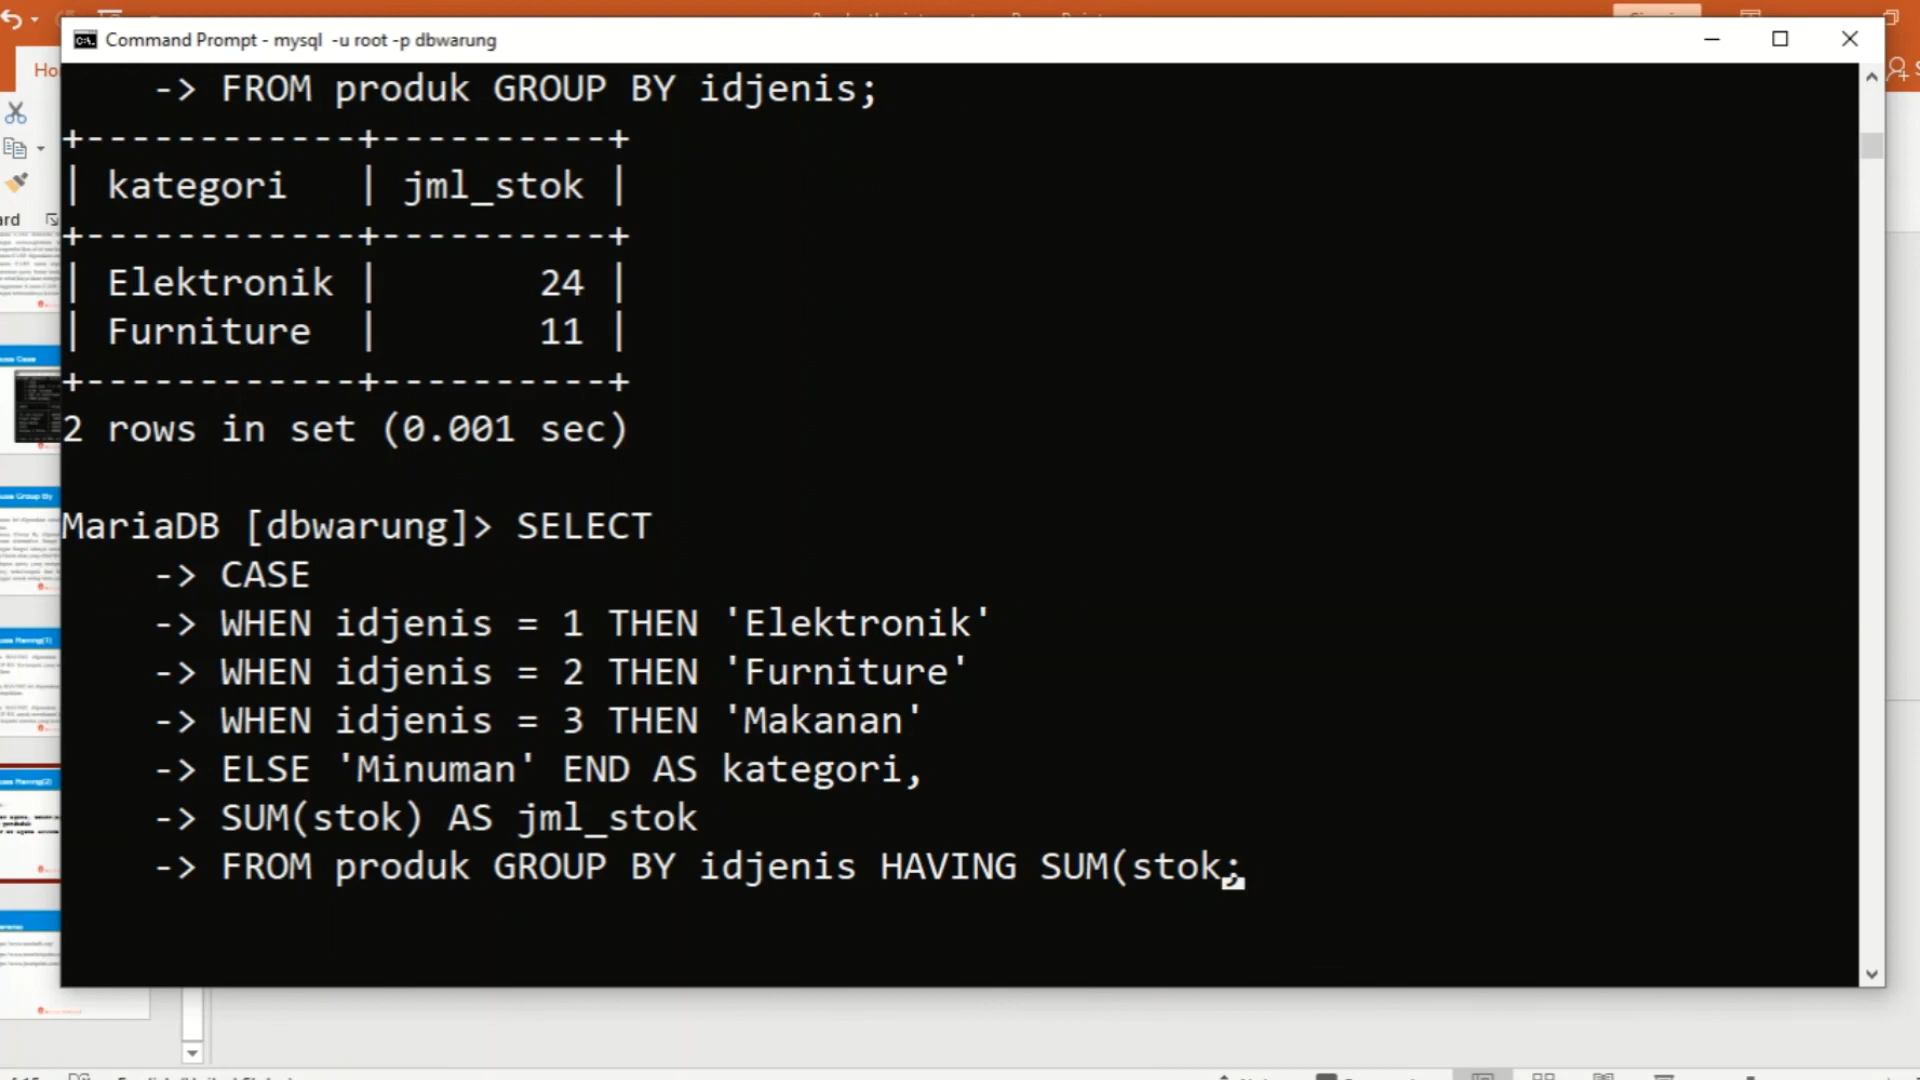 Command Prompt - mysql  -u root -p dbwarung
Ho
-> FROM produk GROUP BY idjenis;
+------------+----------+
| kategori   | jml_stok |
+------------+----------+
| Elektronik |       24 |
| Furniture  |       11 |
+------------+----------+
2 rows in set (0.001 sec)
MariaDB [dbwarung]> SELECT
-> CASE
-> WHEN idjenis = 1 THEN 'Elektronik'
-> WHEN idjenis = 2 THEN 'Furniture'
-> WHEN idjenis = 3 THEN 'Makanan'
-> ELSE 'Minuman' END AS kategori,
-> SUM(stok) AS jml_stok
-> FROM produk GROUP BY idjenis HAVING SUM(stok;
ard